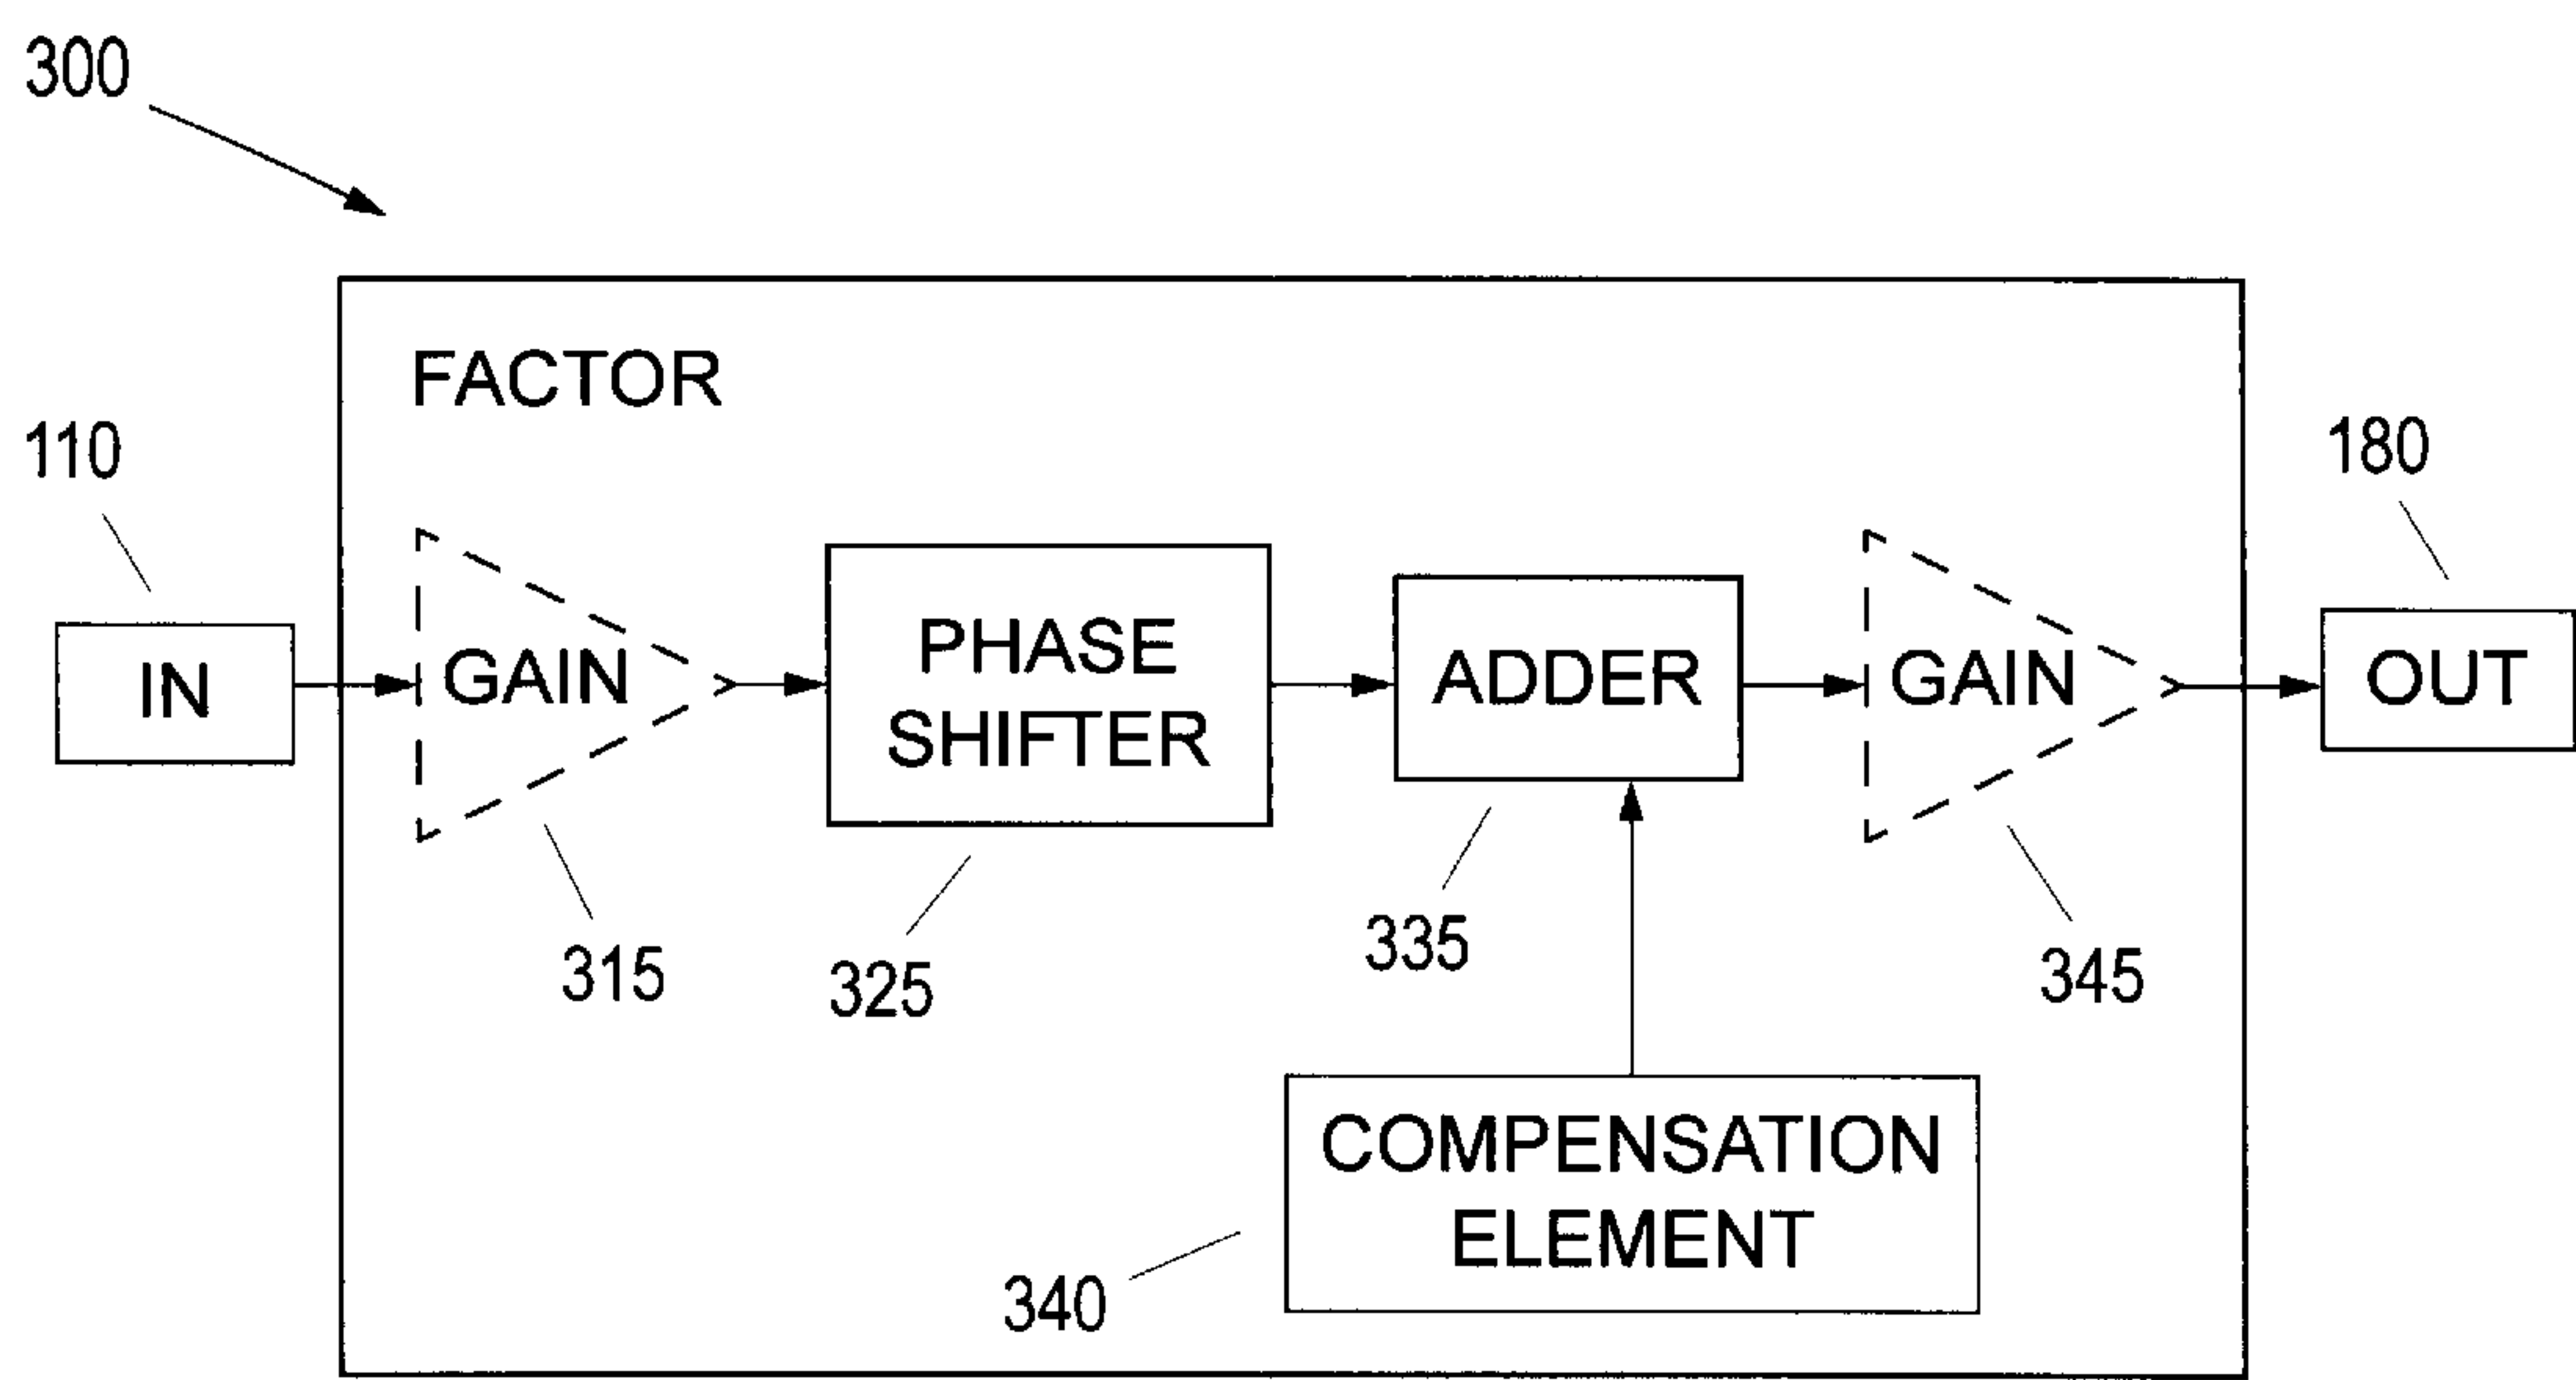 300
FACTOR
110
180
IN
GAIN
PHASE
SHIFTER
ADDER
GAIN
OUT
315
325
335
345
COMPENSATION
ELEMENT
340